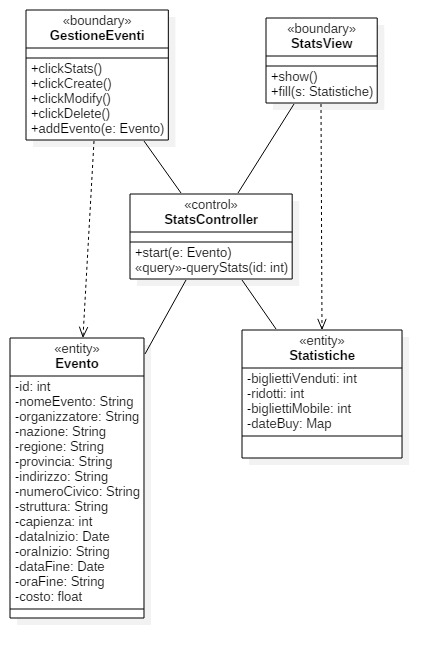 «boundary»
GestioneEventi
+clickStats()
+clickCreate()
+clickModify()
+clickDelete()
+addEvento(e: Evento)
«boundary»
StatsView
+show()
+fill(s: Statistiche)
«control»
StatsController
+start(e: Evento)
«query»-queryStats(id: int)
«entity»
Evento
-id: int
-nomeEvento: String
-organizzatore: String
-nazione: String
-regione: String
-provincia: String
-indirizzo: String
-numeroCivico: String
-struttura: String
-capienza: int
-dataInizio: Date
-oraInizio: String
-dataFine: Date
-oraFine: String
-costo: float
«entity»
Statistiche
-bigliettiVenduti: int
-ridotti: int
-bigliettiMobile: int
-dateBuy: Map